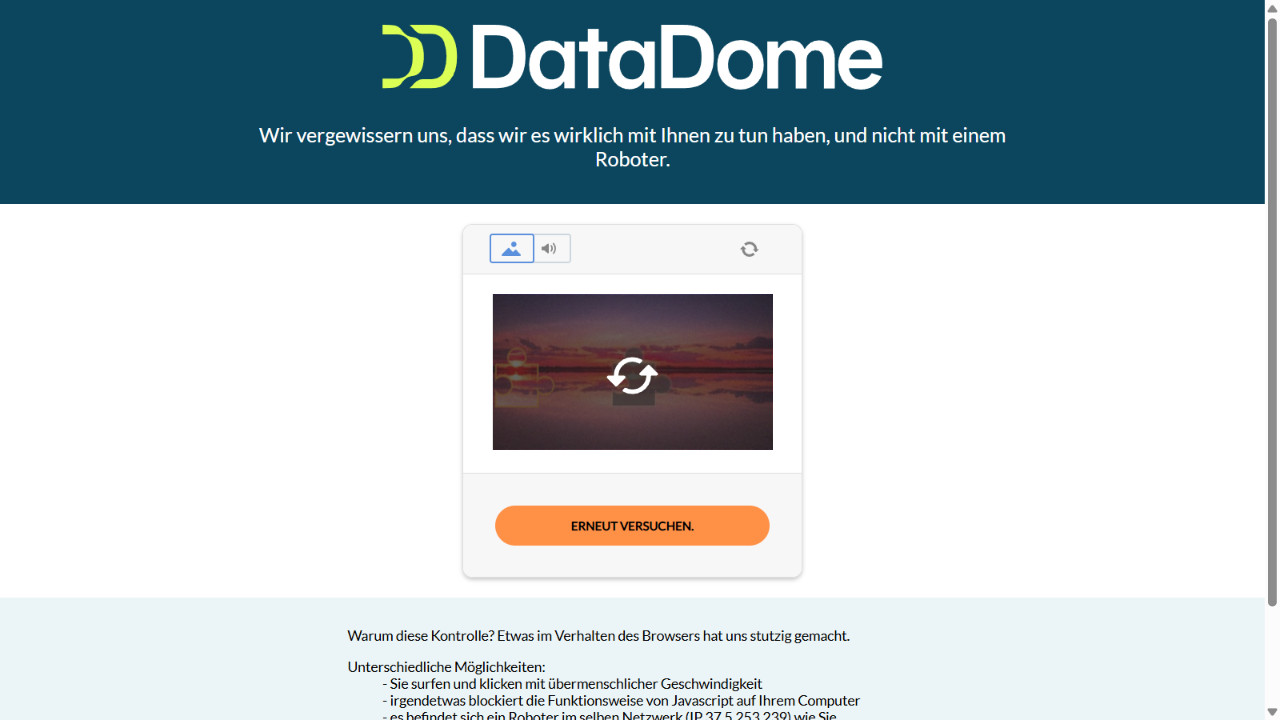 DataDome
Wir vergewissern uns, dass wir es wirklich mit Ihnen zu tun haben, und nicht mit einem
Roboter.
ERNEUT VERSUCHEN.
Warum diese Kontrolle? Etwas im Verhalten des Browsers hat uns stutzig gemacht.
Unterschiedliche Möglichkeiten:
- Sie surfen und klicken mit übermenschlicher Geschwindigkeit
- irgendetwas blockiert die Funktionsweise von Javascript auf Ihrem Computer
- es befindet sich ein Roboter im selben Netzwerk (IP 37.5.253.239) wie Sie